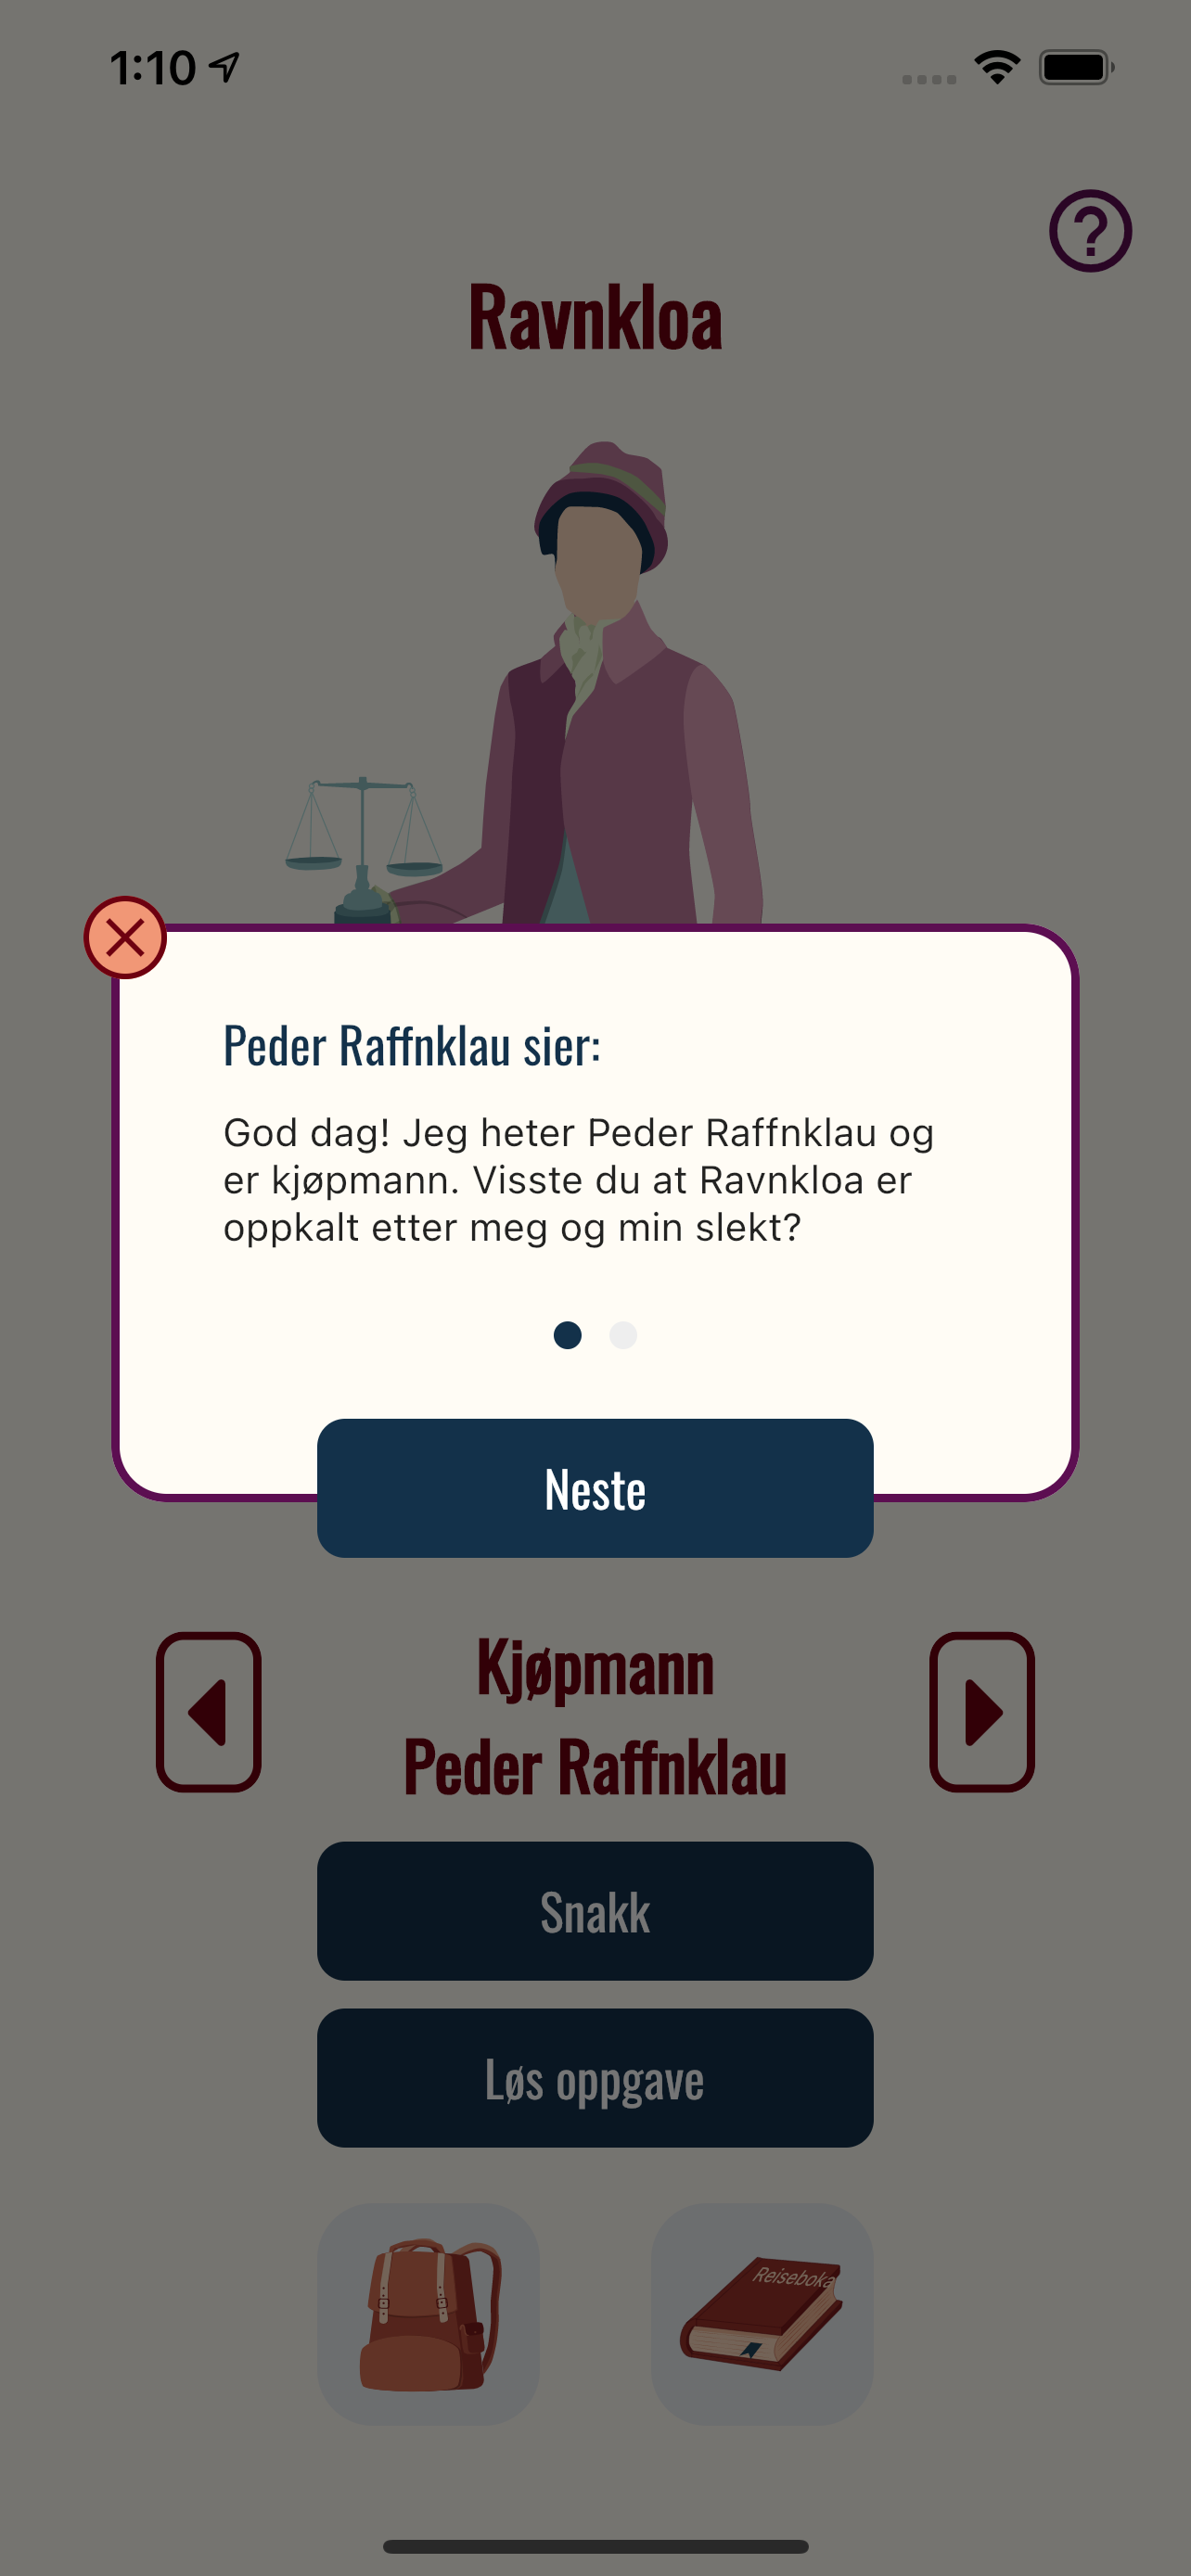 1:10
?
Ravnkloa
Peder Raffnklau sier:
God dag! Jeg heter Peder Raffnklau og
er kjøpmann. Visste du at Ravnkloa er
oppkalt etter meg og min slekt?
Neste
Kjøpmann
Peder Raffnklau
Snakk
Løs oppgave
Reiseboka